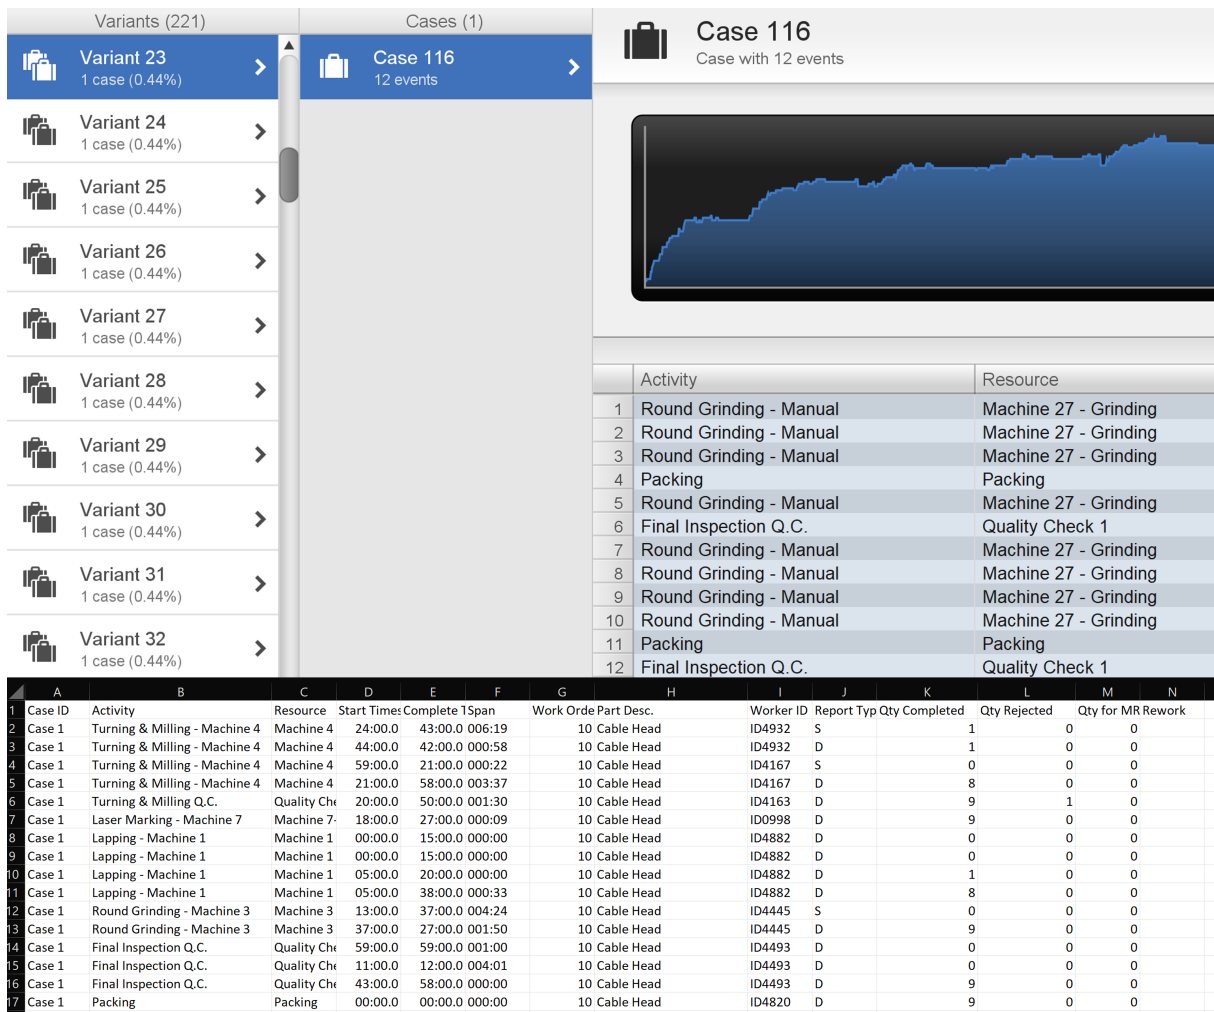 Variants (221)
Variant 23
1 case (0.44%)
Variant 24
1 case (0.44%)
Variant 25
1 case (0.44%)
Variant 26
1 case (0.44%)
Variant 27
1 case (0.44%)
Variant 28
1 case (0.44%)
Variant 29
1 case (0.44%)
Variant 30
1 case (0.44%)
Variant 31
1 case (0.44%)
Variant 32
1 case (0.44%)
Cases (1)
Case 116
12 events
Case 116
Case with 12 events
Activity Resource
1 Round Grinding - Manual Machine 27 - Grinding
2 Round Grinding - Manual Machine 27 - Grinding
3 Round Grinding - Manual Machine 27 - Grinding
4 Packing Packing
5 Round Grinding - Manual Machine 27 - Grinding
6 Final Inspection Q.C. Quality Check 1
7 Round Grinding - Manual Machine 27 - Grinding
8 Round Grinding - Manual Machine 27 - Grinding
9 Round Grinding - Manual Machine 27 - Grinding
10 Round Grinding - Manual Machine 27 - Grinding
11 Packing Packing
12 Final Inspection Q.C. Quality Check 1
A B C D E F G H I J K L M N
1 Case ID Activity Resource Start Times Complete T Span Work Orde Part Desc. Worker ID Report Typ Qty Completed Qty Rejected Qty for MR Rework
2 Case 1 Turning & Milling - Machine 4 Machine 4 24:00.0 43:00.0 006:19 10 Cable Head ID4932 S 1 0 0
3 Case 1 Turning & Milling - Machine 4 Machine 4 44:00.0 42:00.0 000:58 10 Cable Head ID4932 D 1 0 0
4 Case 1 Turning & Milling - Machine 4 Machine 4 59:00.0 21:00.0 000:22 10 Cable Head ID4167 S 0 0 0
5 Case 1 Turning & Milling - Machine 4 Machine 4 21:00.0 58:00.0 003:37 10 Cable Head ID4167 D 8 0 0
6 Case 1 Turning & Milling Q.C. Quality Che 20:00.0 50:00.0 001:30 10 Cable Head ID4163 D 9 1 0
7 Case 1 Laser Marking - Machine 7 Machine 7- 18:00.0 27:00.0 000:09 10 Cable Head ID0998 D 9 0 0
8 Case 1 Lapping - Machine 1 Machine 1 00:00.0 15:00.0 000:00 10 Cable Head ID4882 D 0 0 0
9 Case 1 Lapping - Machine 1 Machine 1 00:00.0 15:00.0 000:00 10 Cable Head ID4882 D 0 0 0
10 Case 1 Lapping - Machine 1 Machine 1 05:00.0 20:00.0 000:00 10 Cable Head ID4882 D 1 0 0
11 Case 1 Lapping - Machine 1 Machine 1 05:00.0 38:00.0 000:33 10 Cable Head ID4882 D 8 0 0
12 Case 1 Round Grinding - Machine 3 Machine 3 13:00.0 37:00.0 004:24 10 Cable Head ID4445 S 0 0 0
13 Case 1 Round Grinding - Machine 3 Machine 3 37:00.0 27:00.0 001:50 10 Cable Head ID4445 D 9 0 0
14 Case 1 Final Inspection Q.C. Quality Che 59:00.0 59:00.0 001:00 10 Cable Head ID4493 D 0 0 0
15 Case 1 Final Inspection Q.C. Quality Che 11:00.0 12:00.0 004:01 10 Cable Head ID4493 D 0 0 0
16 Case 1 Final Inspection Q.C. Quality Che 43:00.0 58:00.0 000:00 10 Cable Head ID4493 D 9 0 0
17 Case 1 Packing Packing 00:00.0 00:00.0 000:00 10 Cable Head ID4820 D 9 0 0